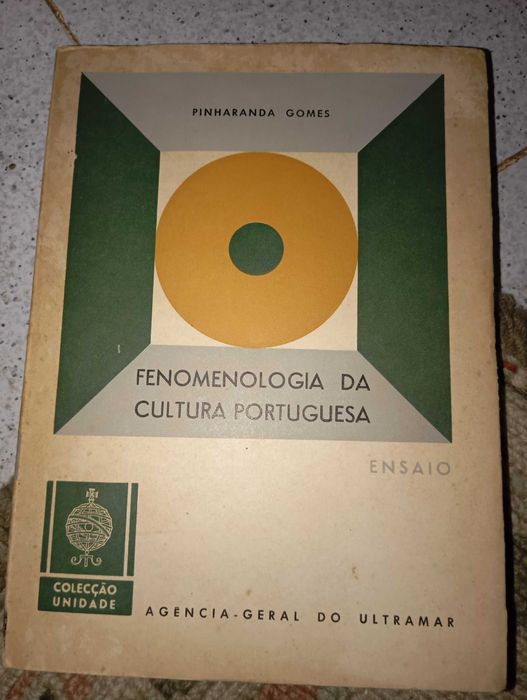 PINHARANDA GOMES
FENOMENOLOGIA DA
CULTURA PORTUGUESA
ENSAIO
COLECÇÃO
UNIDADE
AGÊNCIA-GERAL DO ULTRAMAR